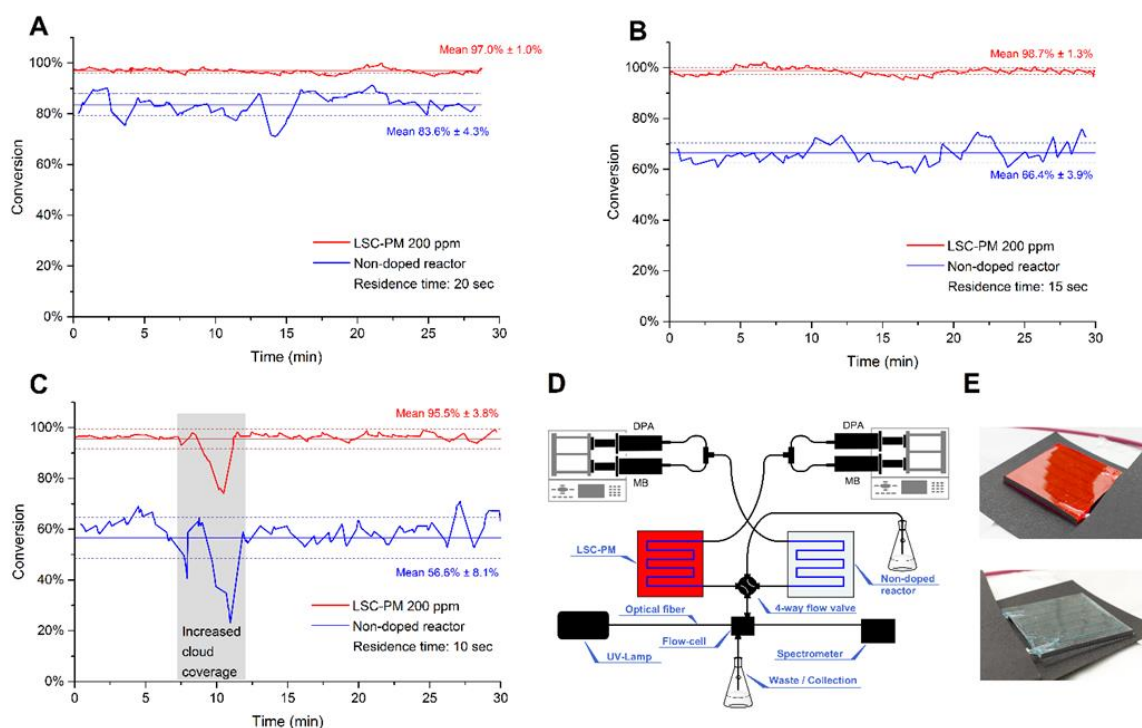 A
100%
80%
60%
40%
20%
0%
Conversion
0
5
10
15
20
25
30
Time (min)
Mean 97.0% ± 1.0%
Mean 83.6% ± 4.3%
LSC-PM 200 ppm
Non-doped reactor
Residence time: 20 sec
B
100%
80%
60%
40%
20%
0%
Conversion
0
5
10
15
20
25
30
Time (min)
Mean 98.7% ± 1.3%
Mean 66.4% ± 3.9%
LSC-PM 200 ppm
Non-doped reactor
Residence time: 15 sec
C
100%
80%
60%
40%
20%
0%
Conversion
0
5
10
15
20
25
30
Time (min)
Mean 95.5% ± 3.8%
Mean 56.6% ± 8.1%
Increased
cloud
coverage
LSC-PM 200 ppm
Non-doped reactor
Residence time: 10 sec
D
DPA
MB
DPA
MB
LSC-PM
Non-doped
reactor
4-way flow valve
Optical fiber
Flow-cell
UV-Lamp
Spectrometer
Waste / Collection
E